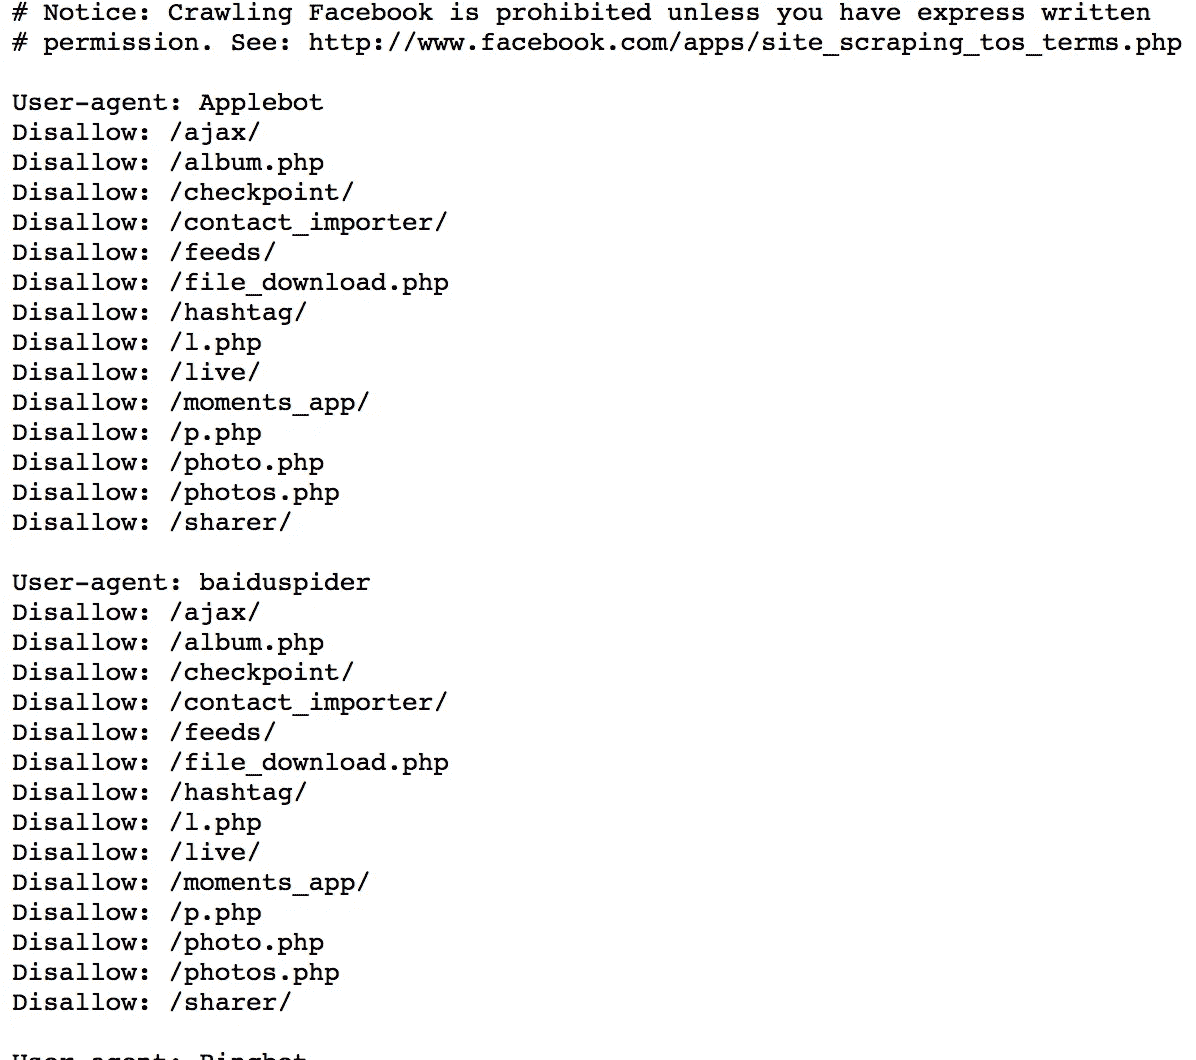 # Notice: Crawling Facebook is prohibited unless you have express written
# permission. See: http://www.facebook.com/apps/site_scraping_tos_terms.php
User-agent: Applebot
Disallow: /ajax/
Disallow: /album.php
Disallow: /checkpoint/
Disallow: /contact_importer/
Disallow: /feeds/
Disallow: /file_download.php
Disallow: /hashtag/
Disallow: /l.php
Disallow: /live/
Disallow: /moments_app/
Disallow: /p.php
Disallow: /photo.php
Disallow: /photos.php
Disallow: /sharer/
User-agent: baiduspider
Disallow: /ajax/
Disallow: /album.php
Disallow: /checkpoint/
Disallow: /contact_importer/
Disallow: /feeds/
Disallow: /file_download.php
Disallow: /hashtag/
Disallow: /l.php
Disallow: /live/
Disallow: /moments_app/
Disallow: /p.php
Disallow: /photo.php
Disallow: /photos.php
Disallow: /sharer/
User-agent: Bingbot